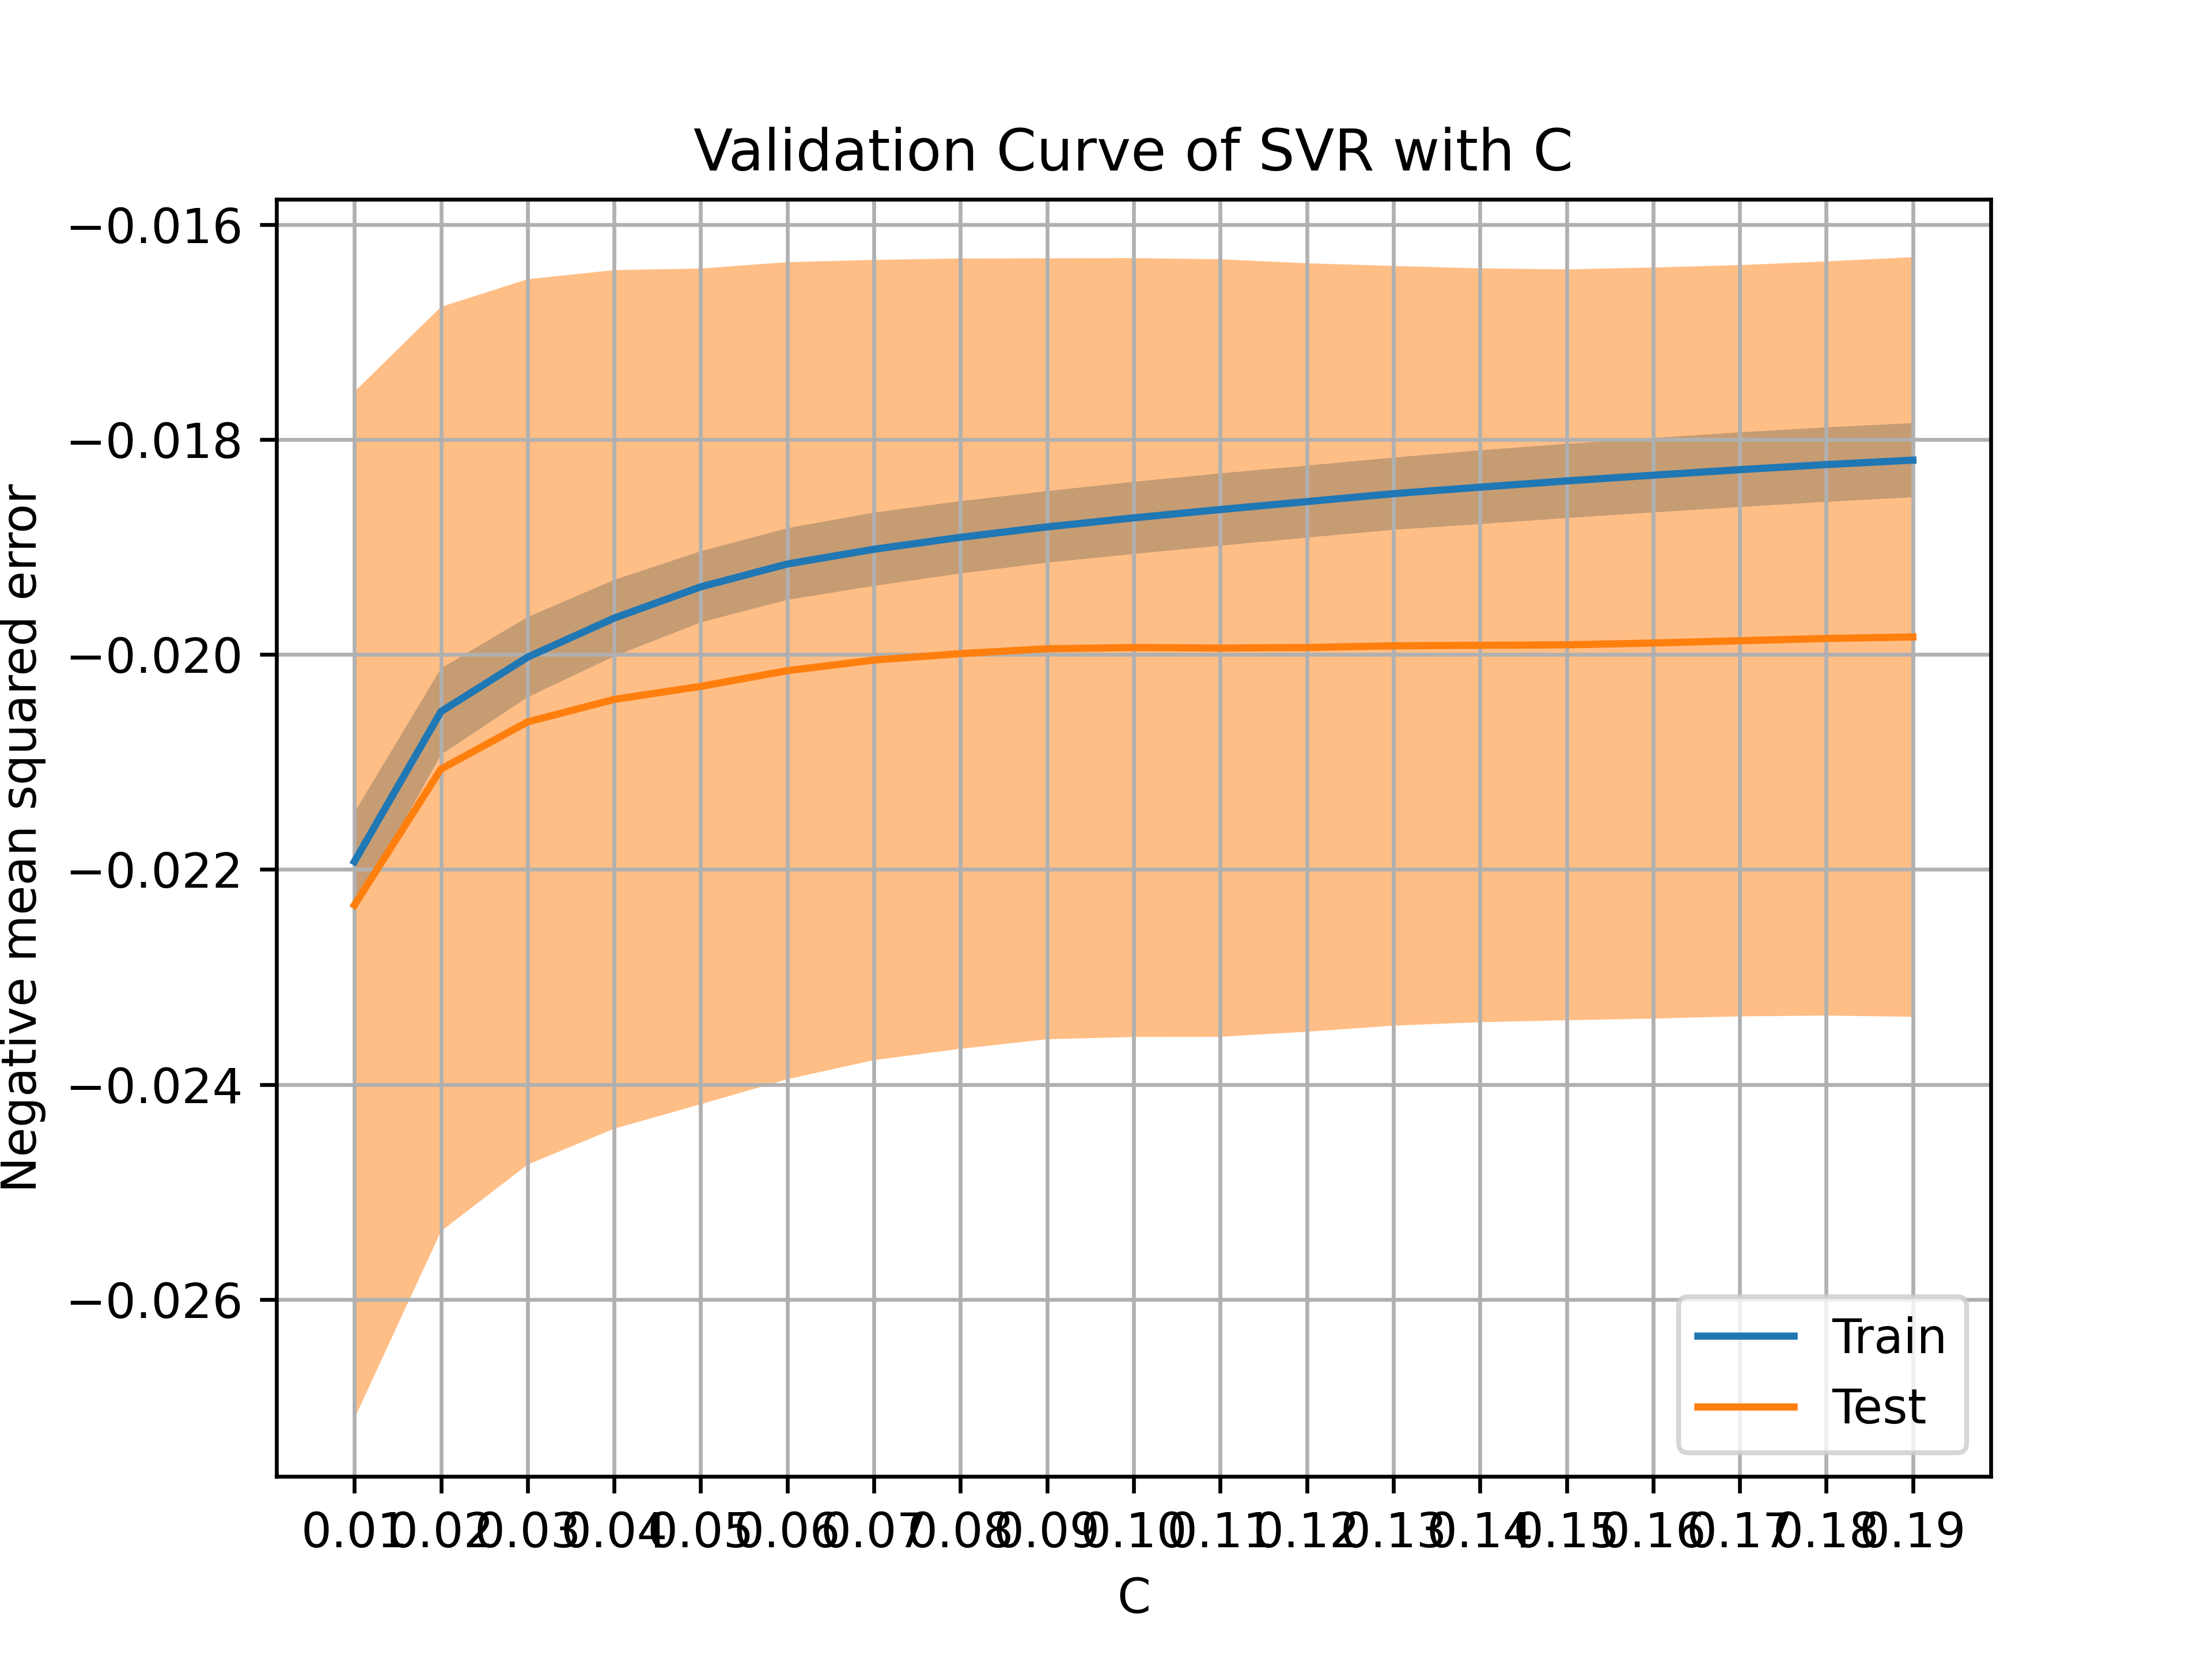 Validation Curve of SVR with C
Negative mean squared error
−0.016
−0.018
−0.020
−0.022
−0.024
−0.026
Train
Test
0.01 0.02 0.03 0.04 0.05 0.06 0.07 0.08 0.09 0.10 0.11 0.12 0.13 0.14 0.15 0.16 0.17 0.18 0.19
C